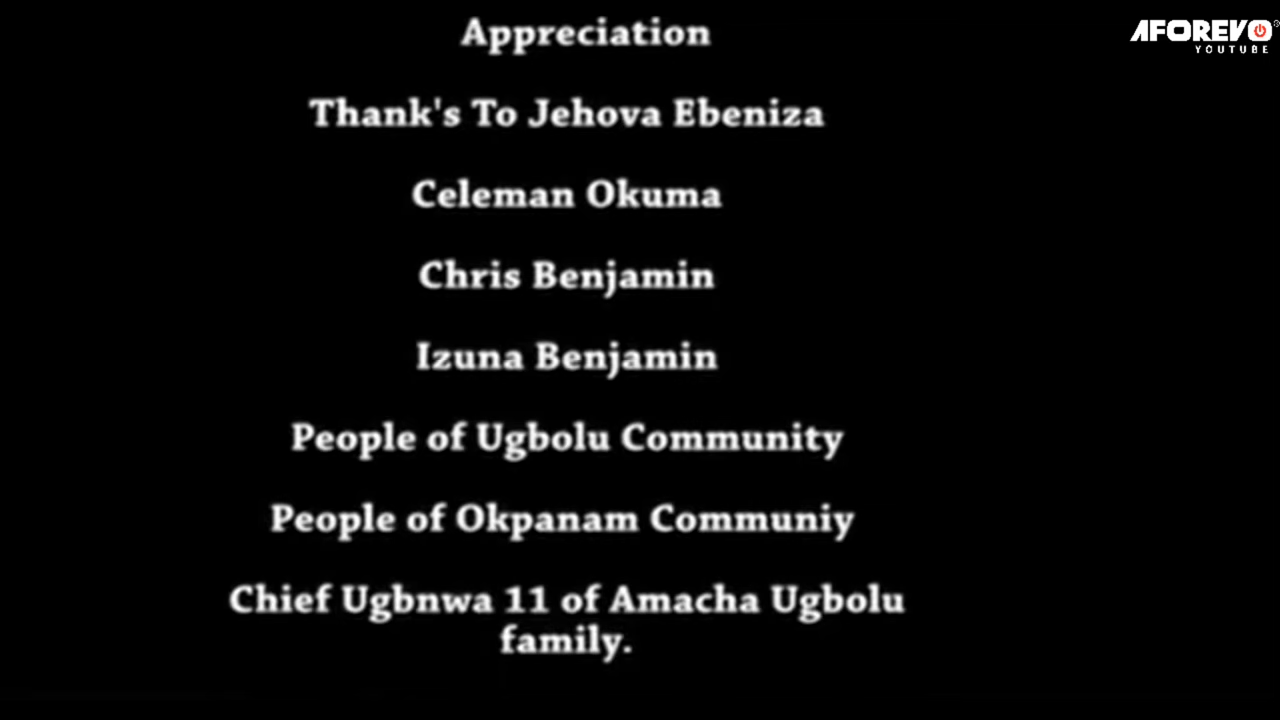 Appreciation
AFOREVO
YOUTUBE
Thank's To Jehova Ebeniza
Celeman Okuma
Chris Benjamin
Izuna Benjamin
People of Ugbolu Community
People of Okpanam Communiy
Chief Ugbnwa 11 of Amacha Ugbolu
family.